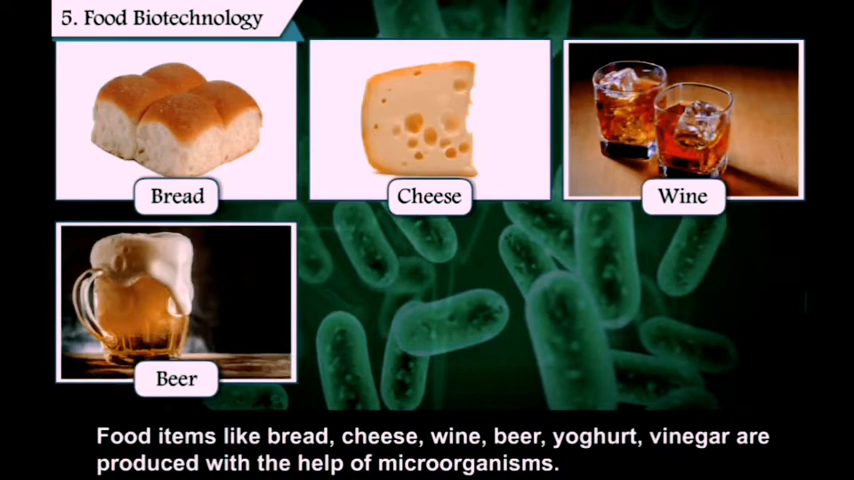 5. Food Biotechnology
Bread
Cheese
Wine
Beer
Food items like bread, cheese, wine, beer, yoghurt, vinegar are
produced with the help of microorganisms.